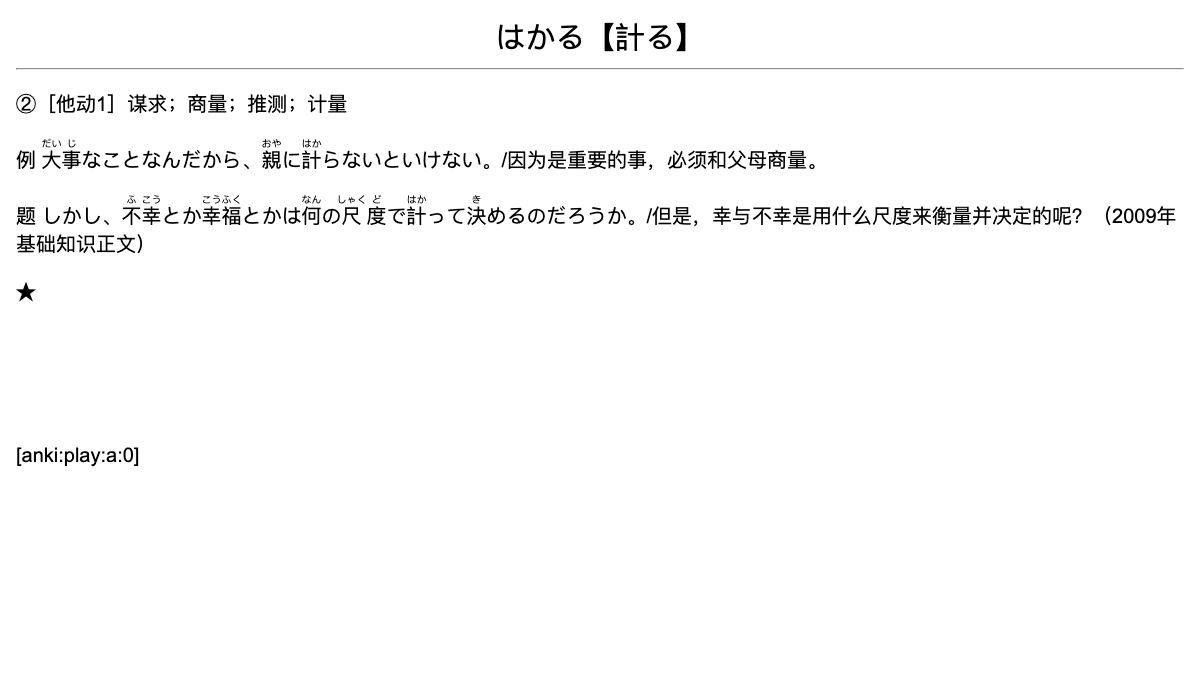 はかる【計る】
②［他动1］谋求；商量；推测；计量
だい じ おや はか
例 大事なことなんだから、親に計らないといけない。/因为是重要的事，必须和父母商量。
ふ こう こうふく なん しゃく ど はか き
题 しかし、不幸とか幸福とかは何の尺 度で計って決めるのだろうか。/但是，幸与不幸是用什么尺度来衡量并决定的呢？（2009年
基础知识正文）
★
[anki:play:a:0]